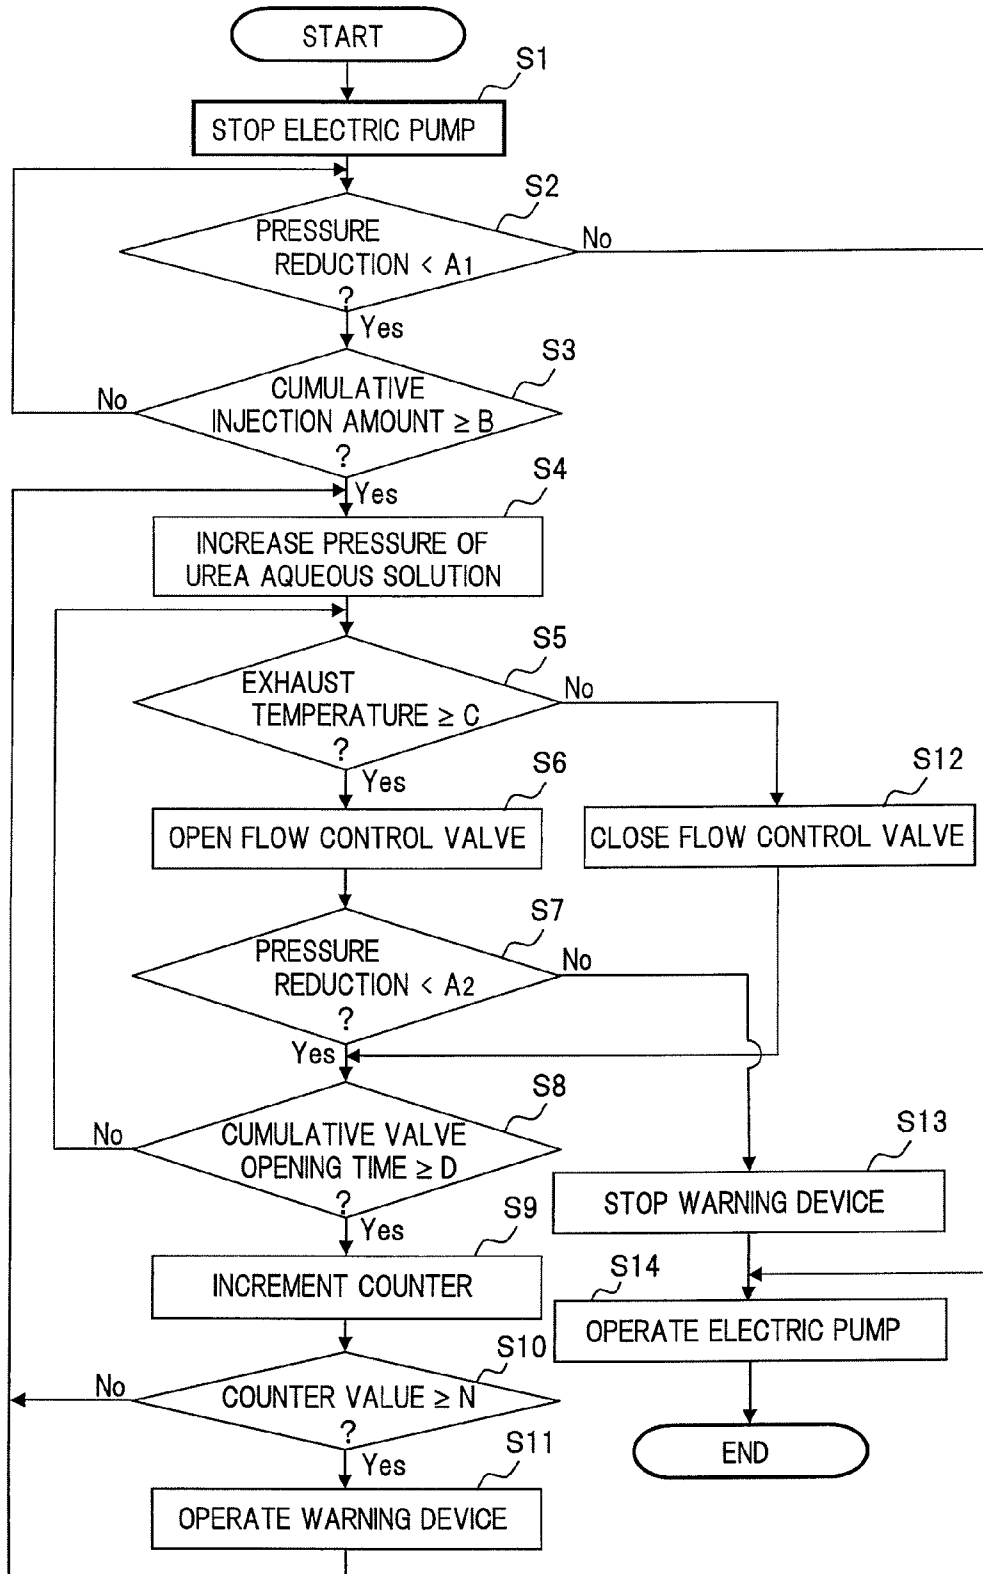 START
S1
STOP ELECTRIC PUMP
S2
PRESSURE
REDUCTION < A1
?
No
Yes
S3
CUMULATIVE
INJECTION AMOUNT ≥ B
?
No
Yes
S4
INCREASE PRESSURE OF
UREA AQUEOUS SOLUTION
S5
EXHAUST
TEMPERATURE ≥ C
?
No
Yes
S6
OPEN FLOW CONTROL VALVE
S12
CLOSE FLOW CONTROL VALVE
S7
PRESSURE
REDUCTION < A2
?
No
Yes
S8
CUMULATIVE VALVE
OPENING TIME ≥ D
?
No
Yes
S13
STOP WARNING DEVICE
S9
INCREMENT COUNTER
S14
OPERATE ELECTRIC PUMP
S10
COUNTER VALUE ≥ N
?
No
Yes
END
S11
OPERATE WARNING DEVICE